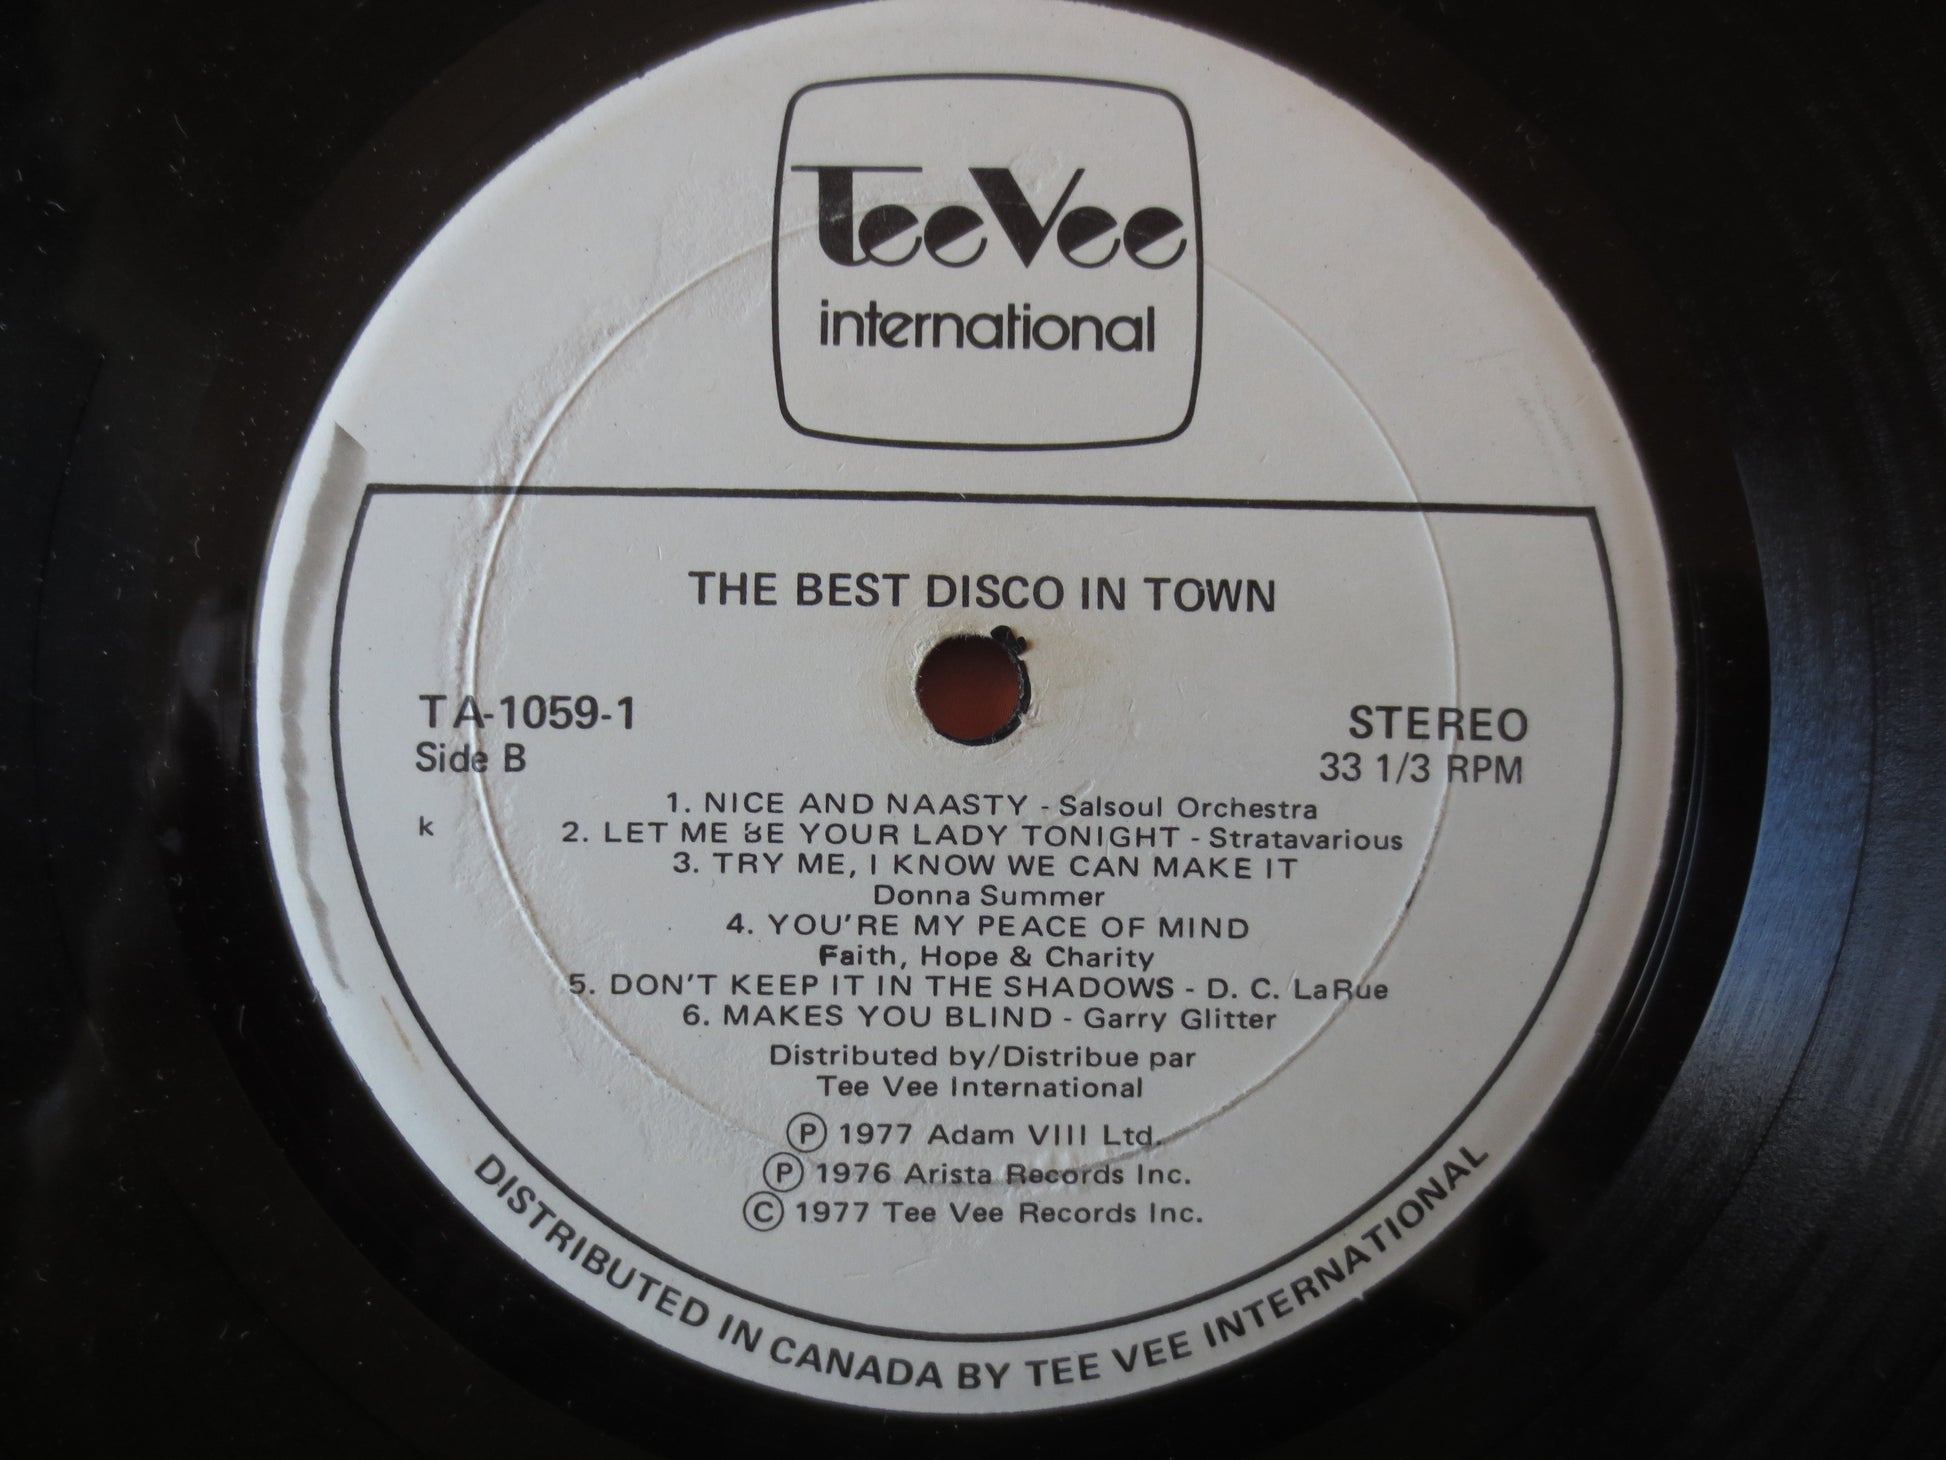 TeeVee
international
THE BEST DISCO IN TOWN
TA-1059-1
STEREO
Side B
33 1/3 RPM
k
1. NICE AND NAASTY - Salsoul Orchestra
2. LET ME BE YOUR LADY TONIGHT - Stratavarious
3. TRY ME, I KNOW WE CAN MAKE IT
Donna Summer
4. YOU'RE MY PEACE OF MIND
Faith, Hope & Charity
5. DON'T KEEP IT IN THE SHADOWS - D. C. LaRue
6. MAKES YOU BLIND - Garry Glitter
Distributed by/Distribue par
Tee Vee International
Ⓟ 1977 Adam VIII Ltd.
Ⓟ 1976 Arista Records Inc.
Ⓒ 1977 Tee Vee Records Inc.
DISTRIBUTED IN CANADA BY TEE VEE INTERNATIONAL